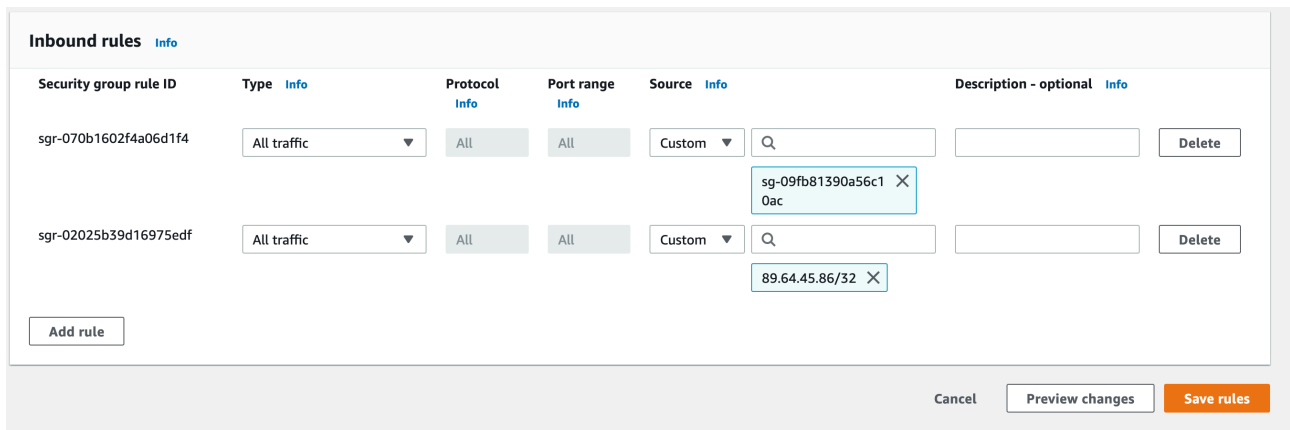 Inbound rules Info
Security group rule ID Type Info Protocol Info Port range Info Source Info Description - optional Info
sgr-070b1602f4a06d1f4 All traffic All All Custom Delete
sg-09fb81390a56c1
0ac
sgr-02025b39d16975edf All traffic All All Custom Delete
89.64.45.86/32
Add rule
Cancel Preview changes Save rules